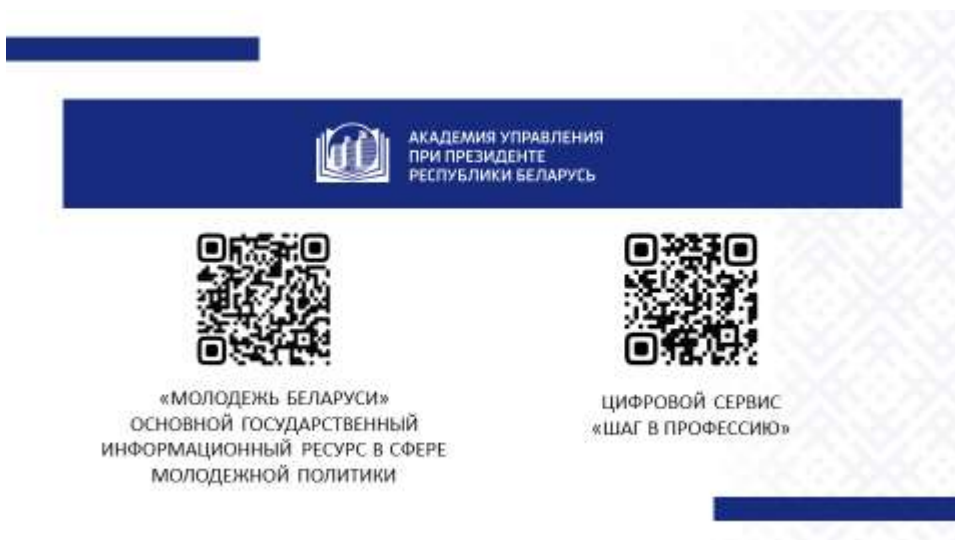 АКАДЕМИЯ УПРАВЛЕНИЯ
ПРИ ПРЕЗИДЕНТЕ
РЕСПУБЛИКИ БЕЛАРУСЬ
«МОЛОДЕЖЬ БЕЛАРУСИ»
ОСНОВНОЙ ГОСУДАРСТВЕННЫЙ
ИНФОРМАЦИОННЫЙ РЕСУРС В СФЕРЕ
МОЛОДЕЖНОЙ ПОЛИТИКИ
ЦИФРОВОЙ СЕРВИС
«ШАГ В ПРОФЕССИЮ»